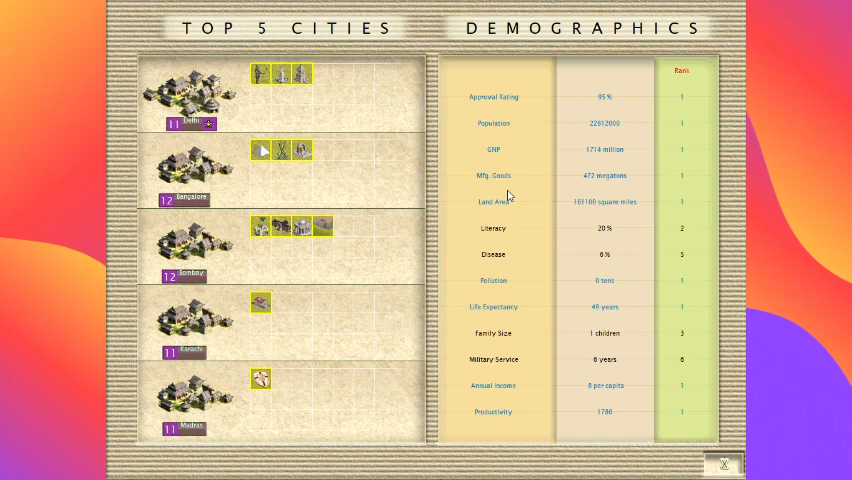 TOP 5 CITIES
11 Delhi
12 Bangalore
12 Bombay
11 Karachi
11 Madras
DEMOGRAPHICS
Rank
Approval Rating 95 % 1
Population 22812000 1
GNP 1714 million 1
Mfg. Goods 472 megatons 1
Land Area 161100 square miles 1
Literacy 20 % 2
Disease 6 % 5
Pollution 0 tons 1
Life Expectancy 49 years 1
Family Size 1 children 3
Military Service 6 years 6
Annual Income 8 per capita 1
Productivity 1786 1
X